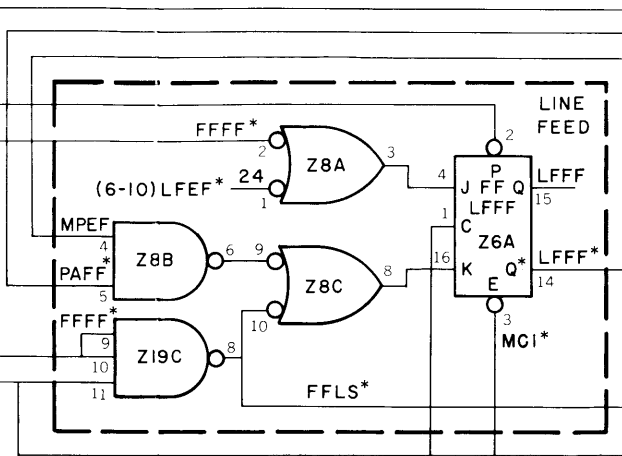 LINE
FEED
2
FFFF*
2
Z8A
3
(6-10)LFEF*
24
1
P
4
J FF Q
LFFF
15
1
LFFF
C
Z6A
MPEF
4
Z8B
6
9
Z8C
8
16
K
Q*
LFFF*
14
PAFF*
5
10
E
3
MCI*
FFFF*
9
10
11
Z19C
8
FFLS*